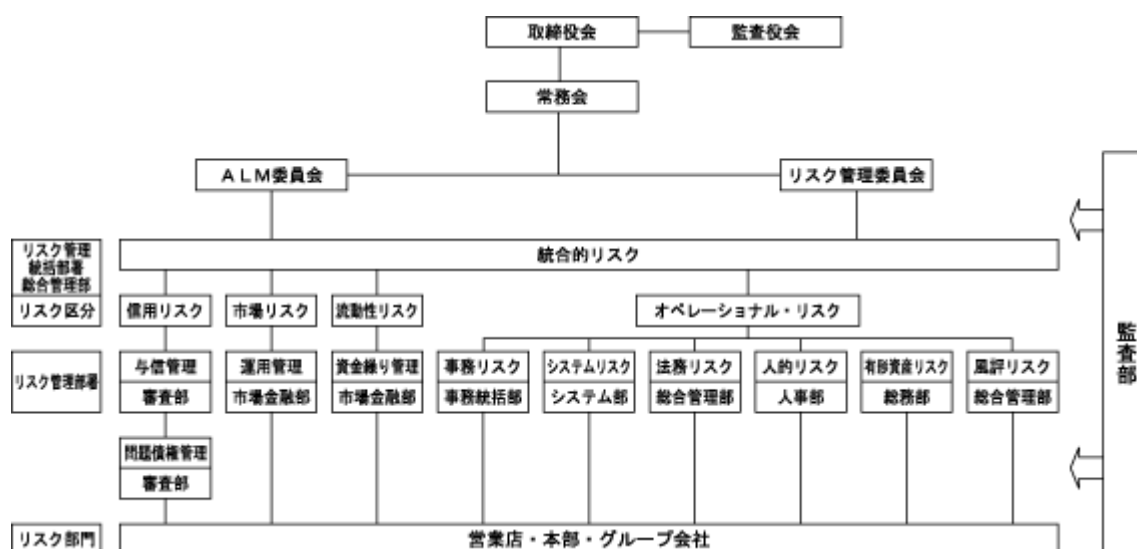 取締役会
監査役会
常務会
ＡＬＭ委員会
リスク管理委員会
リスク管理
統括部署
総合管理部
統合的リスク
リスク区分
信用リスク
市場リスク
流動性リスク
オペレーショナル・リスク
リスク管理部署
与信管理
審査部
運用管理
市場金融部
資金繰り管理
市場金融部
事務リスク
事務統括部
システムリスク
システム部
法務リスク
総合管理部
人的リスク
人事部
有形資産リスク
総務部
風評リスク
総合管理部
問題債権管理
審査部
リスク部門
営業店・本部・グループ会社
監査部